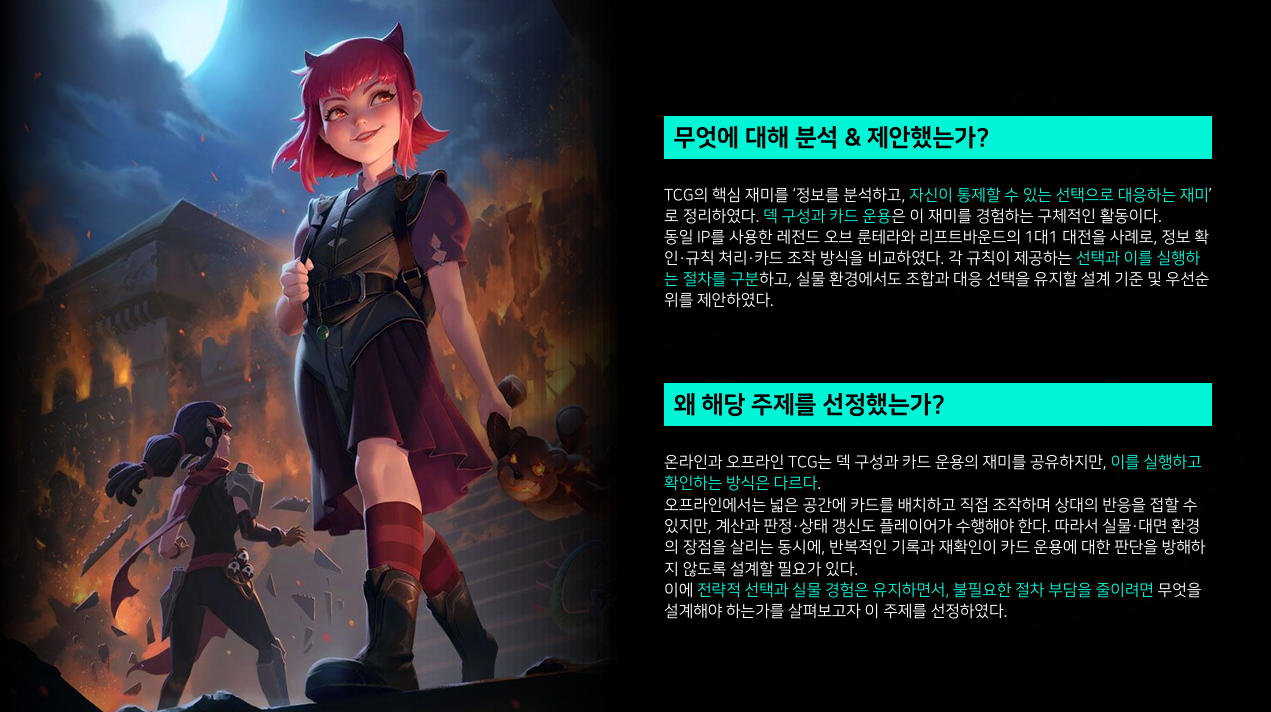 무엇에 대해 분석 & 제안했는가?
TCG의 핵심 재미를 ‘정보를 분석하고, 자신이 통제할 수 있는 선택으로 대응하는 재미’
로 정리하였다. 덱 구성과 카드 운용은 이 재미를 경험하는 구체적인 활동이다.
동일 IP를 사용한 레전드 오브 룬테라와 리프트바운드의 1대1 대전을 사례로, 정보 확
인·규칙 처리·카드 조작 방식을 비교하였다. 각 규칙이 제공하는 선택과 이를 실행하
는 절차를 구분하고, 실물 환경에서도 조합과 대응 선택을 유지할 설계 기준 및 우선순
위를 제안하였다.
왜 해당 주제를 선정했는가?
온라인과 오프라인 TCG는 덱 구성과 카드 운용의 재미를 공유하지만, 이를 실행하고
확인하는 방식은 다르다.
오프라인에서는 넓은 공간에 카드를 배치하고 직접 조작하며 상대의 반응을 접할 수
있지만, 계산과 판정·상태 갱신도 플레이어가 수행해야 한다. 따라서 실물·대면 환경
의 장점을 살리는 동시에, 반복적인 기록과 재확인이 카드 운용에 대한 판단을 방해하
지 않도록 설계할 필요가 있다.
이에 전략적 선택과 실물 경험은 유지하면서, 불필요한 절차 부담을 줄이려면 무엇을
설계해야 하는가를 살펴보고자 이 주제를 선정하였다.